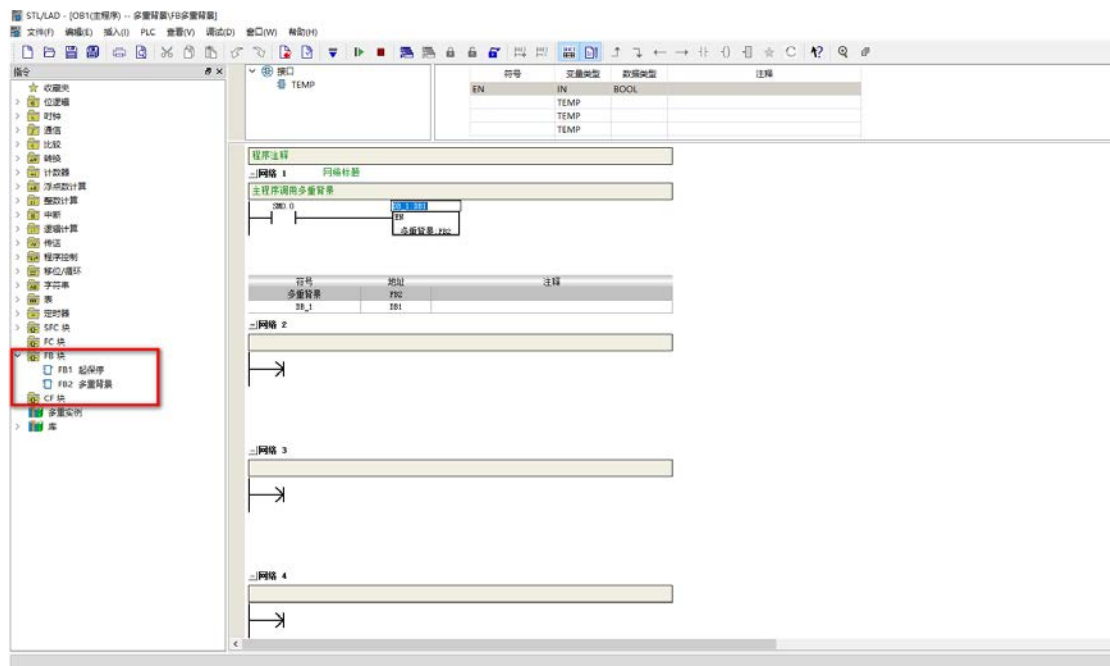 STL/LAD - [OB1(主程序) -- 多重背景\FB多重背景]
文件(F) 编辑(E) 插入(I) PLC 查看(V) 调试(D) 窗口(W) 帮助(H)
指令
收藏夹
位逻辑
时钟
通信
比较
转换
计数器
浮点数计算
整数计算
中断
逻辑计算
传送
程序控制
移位/循环
字符串
表
定时器
SFC 块
FC 块
FB 块
FB1 起保停
FB2 多重背景
CF 块
多重实例
库
接口
TEMP
符号 变量类型 数据类型 注释
EN IN BOOL
TEMP
TEMP
TEMP
程序注释
网络 1 网络标题
主程序调用多重背景
SM0.0 DB_1:DB1
EN
多重背景:FB2
符号 地址 注释
多重背景 FB2
DB_1 DB1
网络 2
网络 3
网络 4